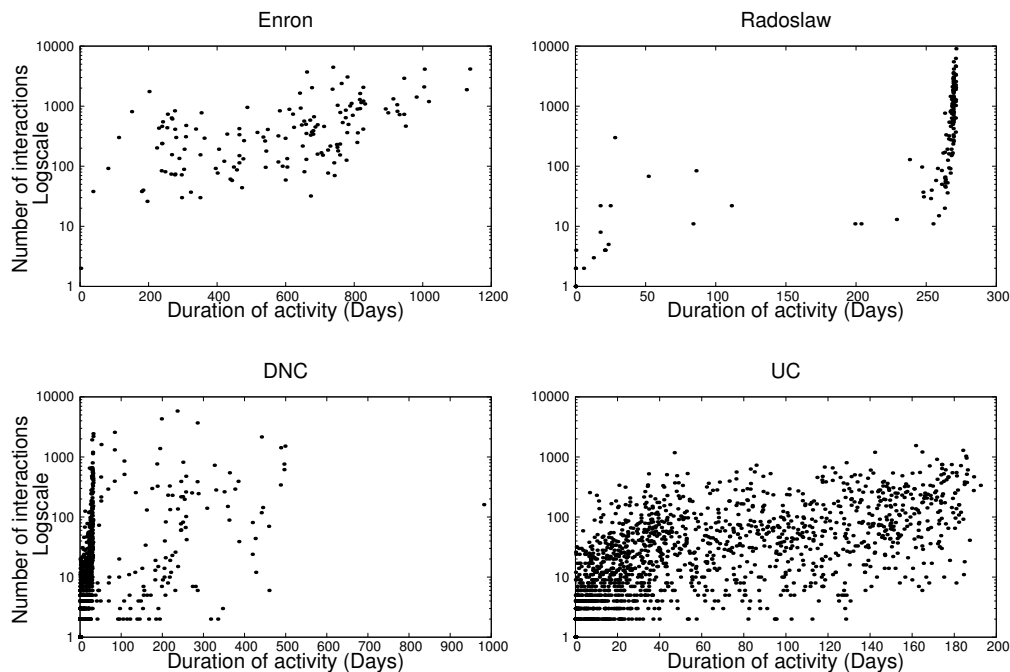 Enron
Radoslaw
Number of interactions
Logscale
10000
1000
100
10
1
0 200 400 600 800 1000 1200
Duration of activity (Days)
10000
1000
100
10
1
0 50 100 150 200 250 300
Duration of activity (Days)
DNC
UC
Number of interactions
Logscale
10000
1000
100
10
1
0 100 200 300 400 500 600 700 800 900 1000
Duration of activity (Days)
10000
1000
100
10
1
0 20 40 60 80 100 120 140 160 180 200
Duration of activity (Days)